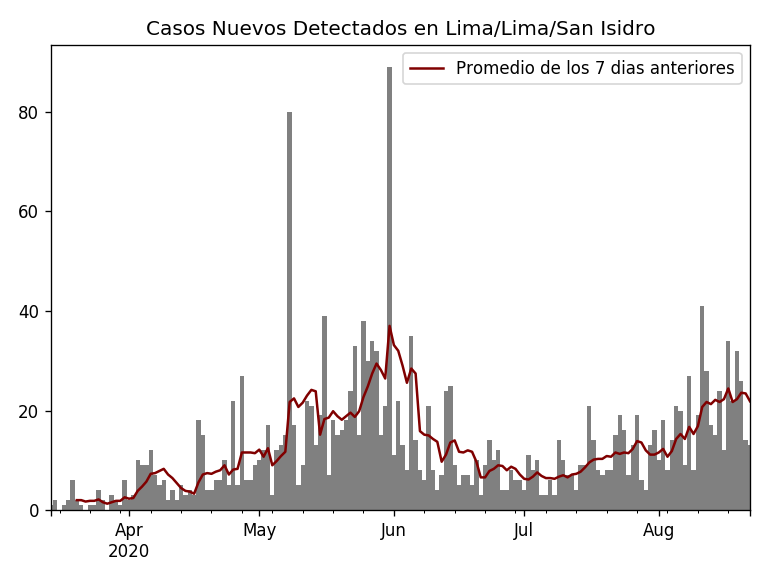 Casos Nuevos Detectados en Lima/Lima/San Isidro
Promedio de los 7 dias anteriores
80
60
40
20
0
Apr May Jun Jul Aug
2020